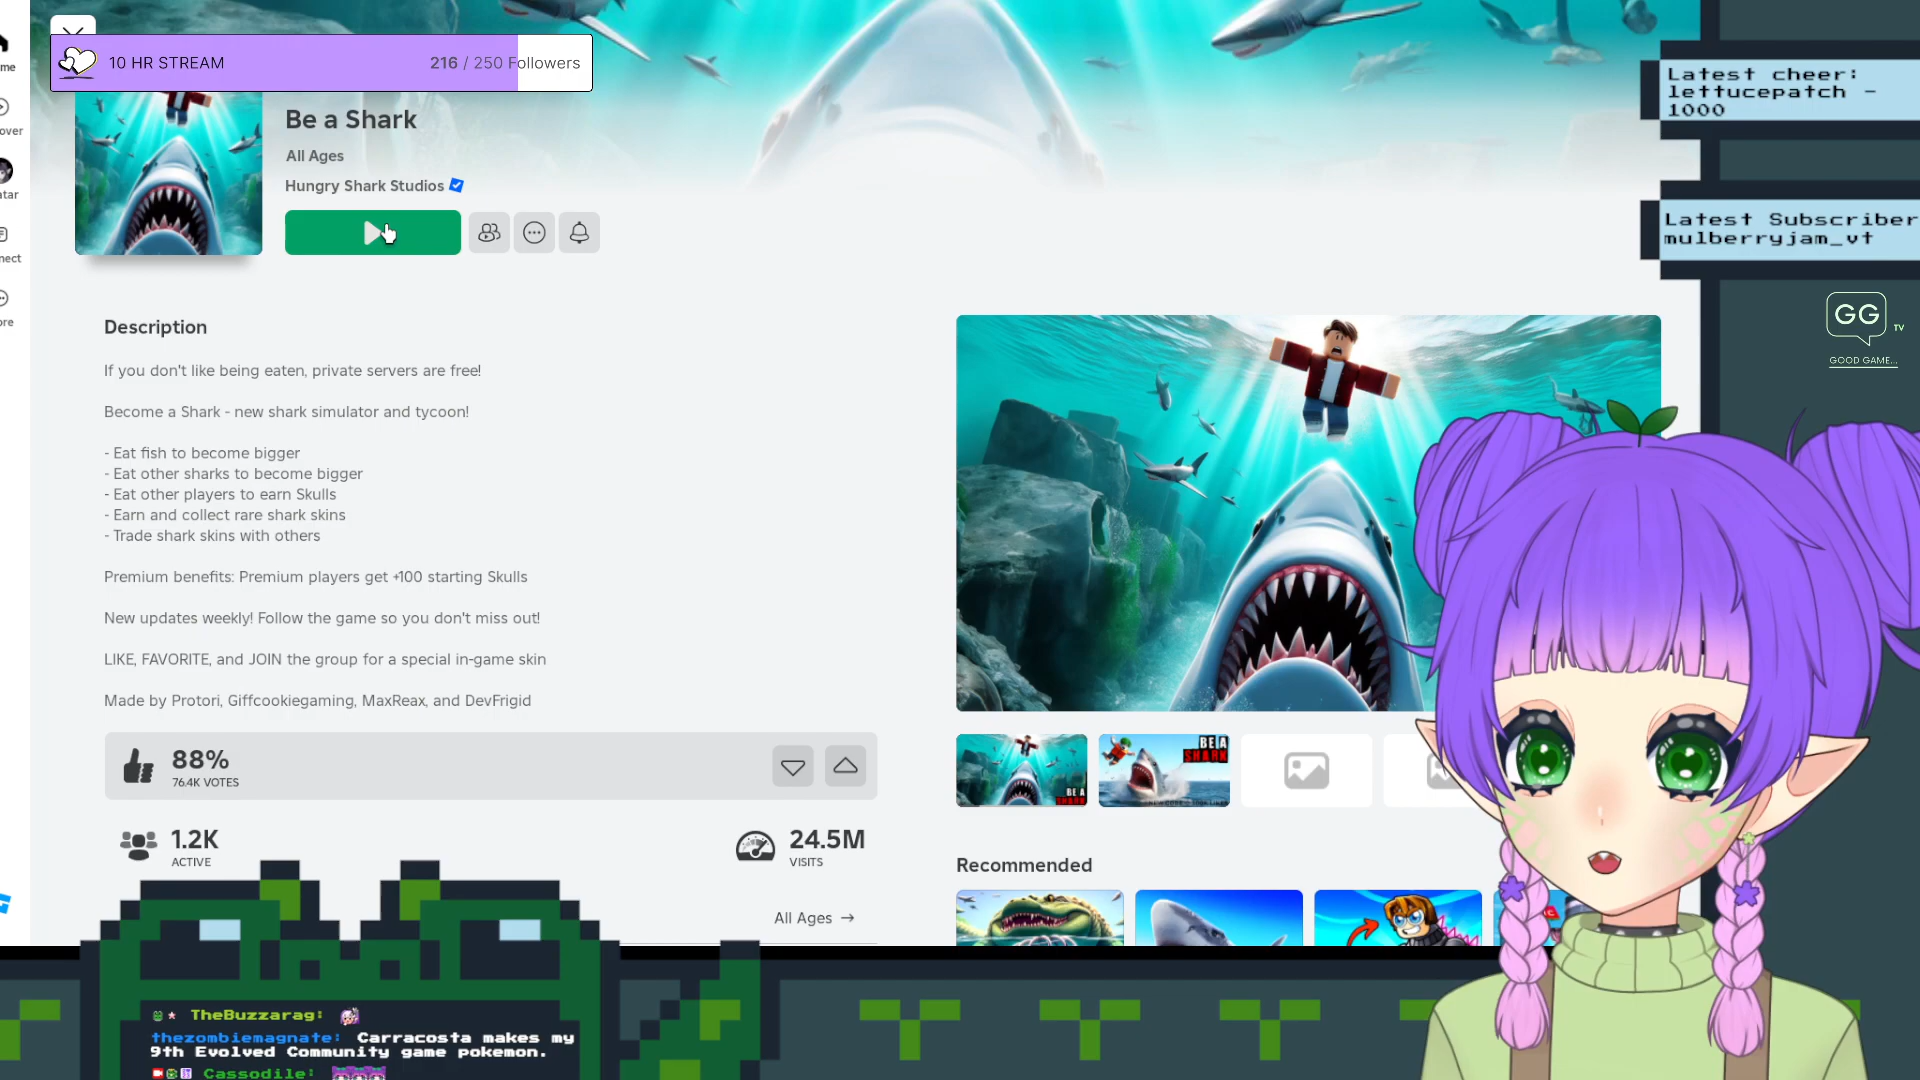 10 HR STREAM
216 / 250 Followers
Be a Shark
All Ages
Hungry Shark Studios
Latest cheer:
lettucepatch -
1000
Latest Subscriber
mulberryjam_vt
GG
TV
GOOD GAME...
Description
If you don't like being eaten, private servers are free!
Become a Shark - new shark simulator and tycoon!
- Eat fish to become bigger
- Eat other sharks to become bigger
- Eat other players to earn Skulls
- Earn and collect rare shark skins
- Trade shark skins with others
Premium benefits: Premium players get +100 starting Skulls
New updates weekly! Follow the game so you don't miss out!
LIKE, FAVORITE, and JOIN the group for a special in-game skin
Made by Protori, Giffcookiegaming, MaxReax, and DevFrigid
88%
76.4K VOTES
1.2K
ACTIVE
24.5M
VISITS
All Ages →
BE A
SHARK
BE A
SHARK
Recommended
TheBuzzarag:
thezombiemagnate: Carracosta makes my
9th Evolved Community game pokemon.
Cassodile: